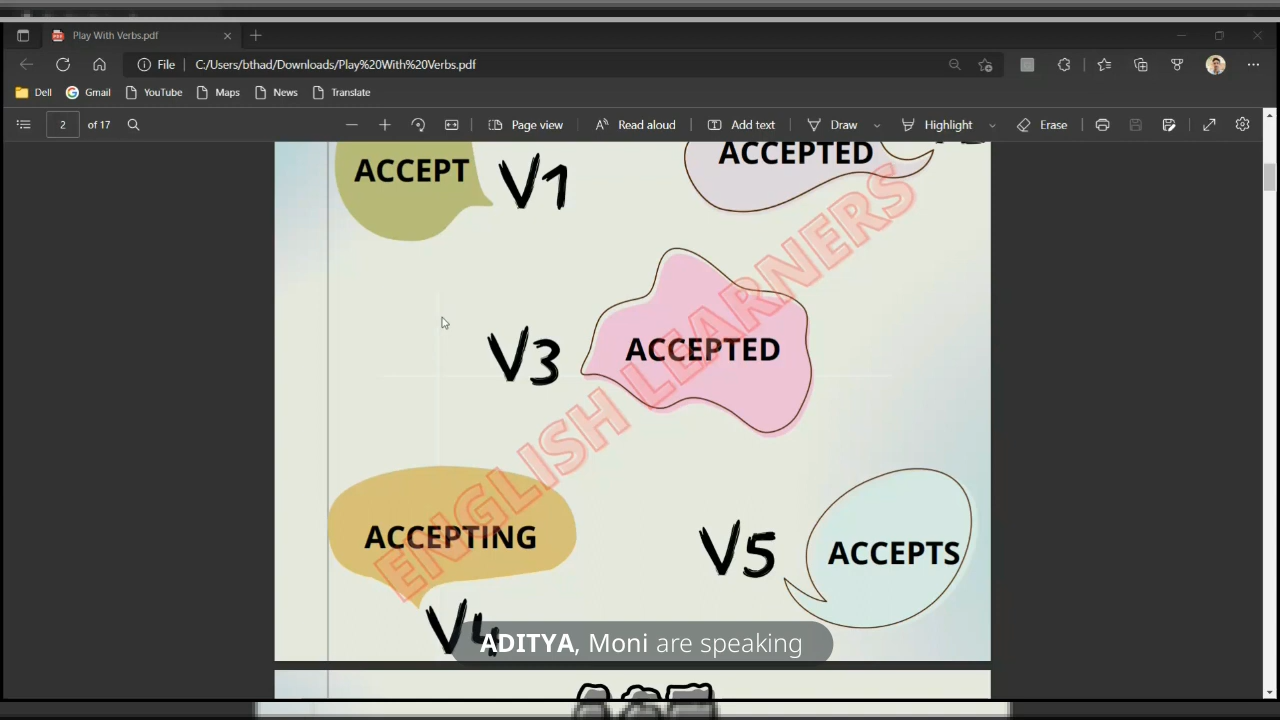 Play With Verbs.pdf
File C:/Users/bthad/Downloads/Play%20With%20Verbs.pdf
Dell Gmail YouTube Maps News Translate
2 of 17 Page view Read aloud Add text Draw Highlight Erase
ACCEPT V1 ACCEPTED
V3 ACCEPTED
ENGLISH LEARNERS
ACCEPTING V5 ACCEPTS
V4
ADITYA, Moni are speaking